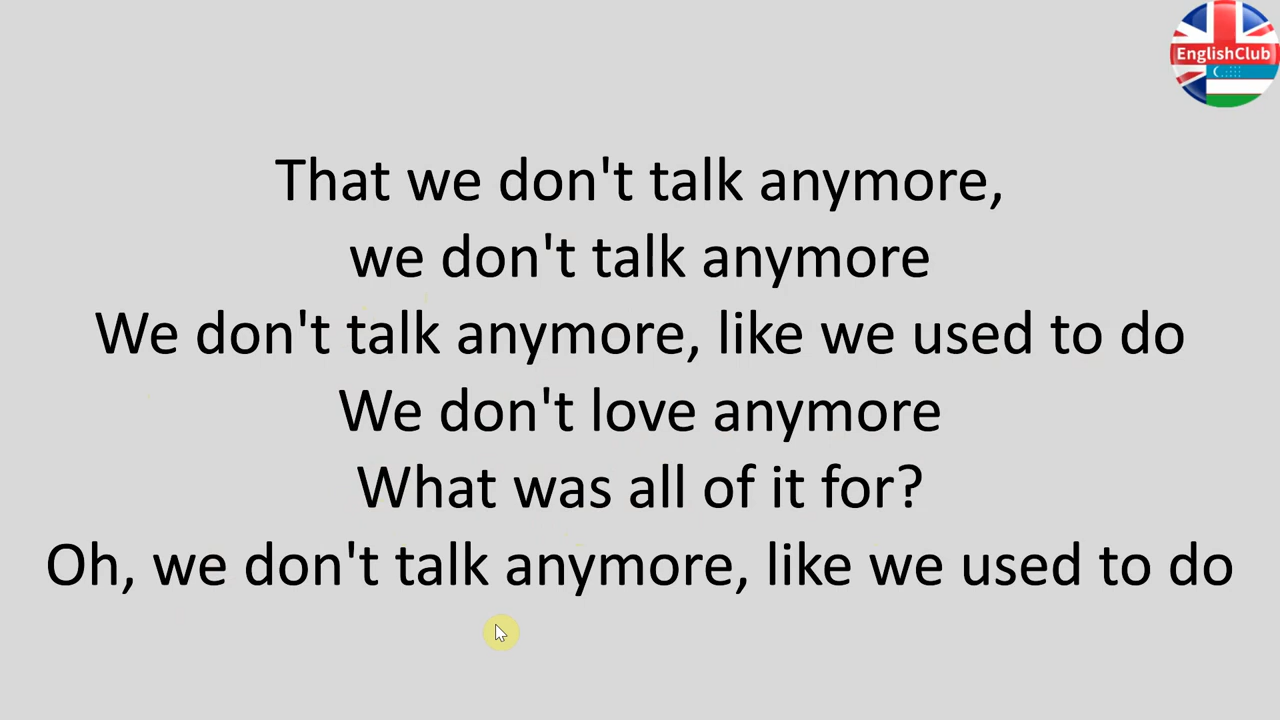 EnglishClub
That we don't talk anymore,
we don't talk anymore
We don't talk anymore, like we used to do
We don't love anymore
What was all of it for?
Oh, we don't talk anymore, like we used to do